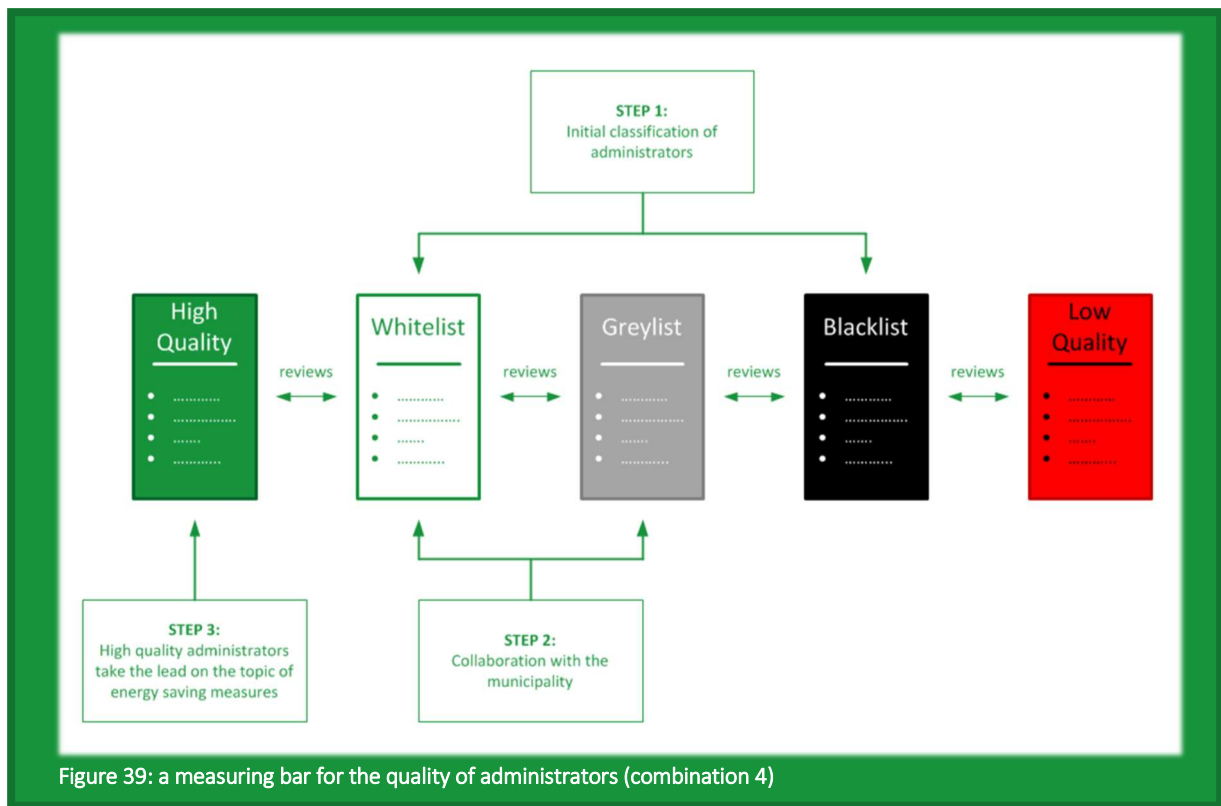 STEP 1:
Initial classification of
administrators
High
Quality
• ............
• ................
• .......
• ............
reviews
Whitelist
• ............
• ................
• .......
• ............
reviews
Greylist
• ............
• ................
• .......
• ............
reviews
Blacklist
• ............
• ................
• .......
• ............
reviews
Low
Quality
• ............
• ................
• .......
• ............
STEP 3:
High quality administrators
take the lead on the topic of
energy saving measures
STEP 2:
Collaboration with the
municipality
Figure 39: a measuring bar for the quality of administrators (combination 4)